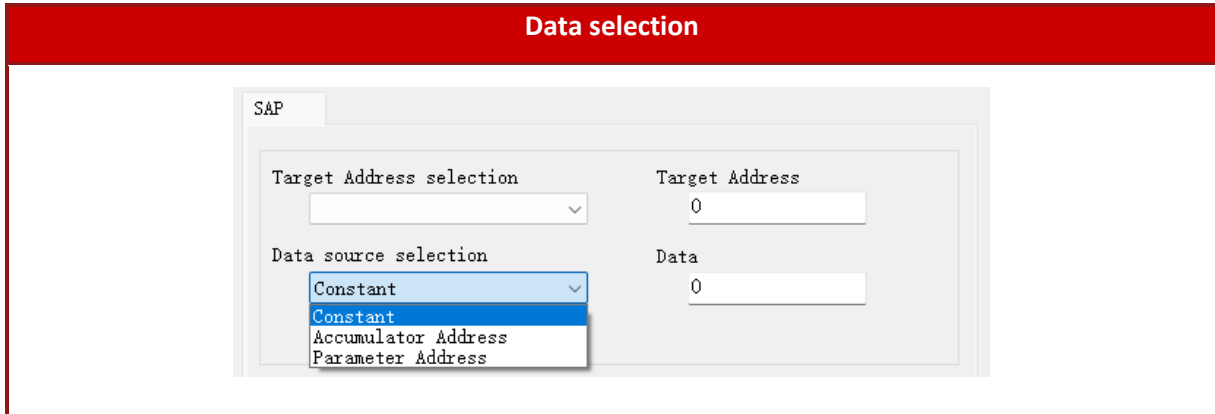 Data selection
SAP
Target Address selection
Target Address
0
Data source selection
Data
Constant
0
Constant
Accumulator Address
Parameter Address